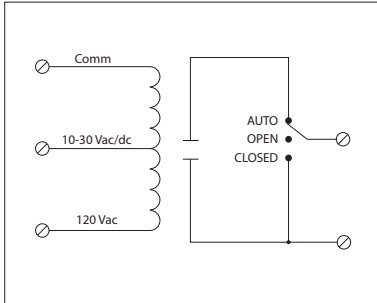 Comm
10-30 Vac/dc
120 Vac
AUTO
OPEN
CLOSED